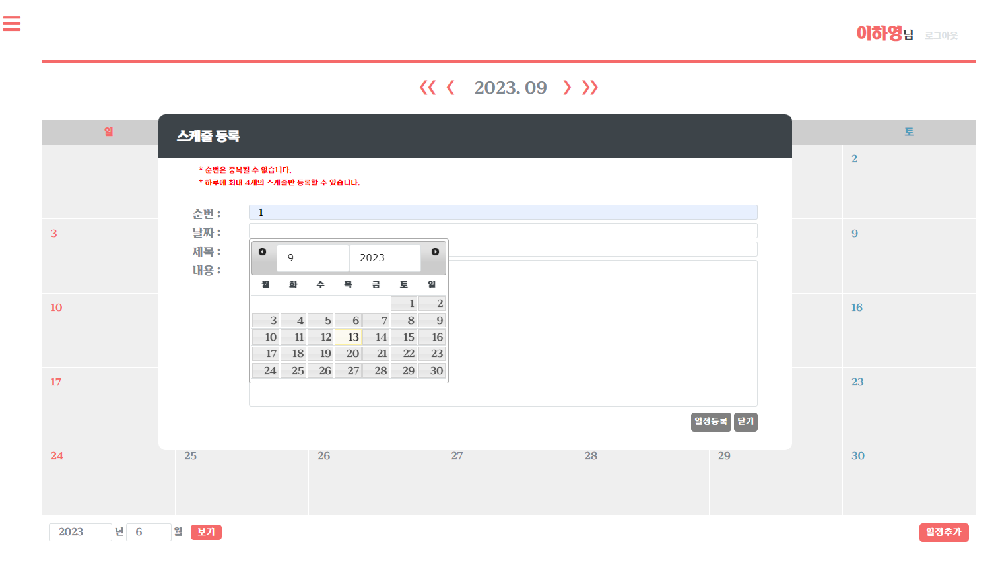 이하영님 로그아웃
2023. 09
일 토
스케줄 등록
* 순번은 중복될 수 없습니다.
* 하루에 최대 4개의 스케줄만 등록할 수 있습니다.
순번 : 1
날짜 :
제목 :
내용 :
9 2023
월 화 수 목 금 토 일
1 2
3 4 5 6 7 8 9
10 11 12 13 14 15 16
17 18 19 20 21 22 23
24 25 26 27 28 29 30
일정등록 닫기
2
3 9
10 16
17 23
24 25 26 27 28 29 30
2023 년 6 월 보기 일정추가